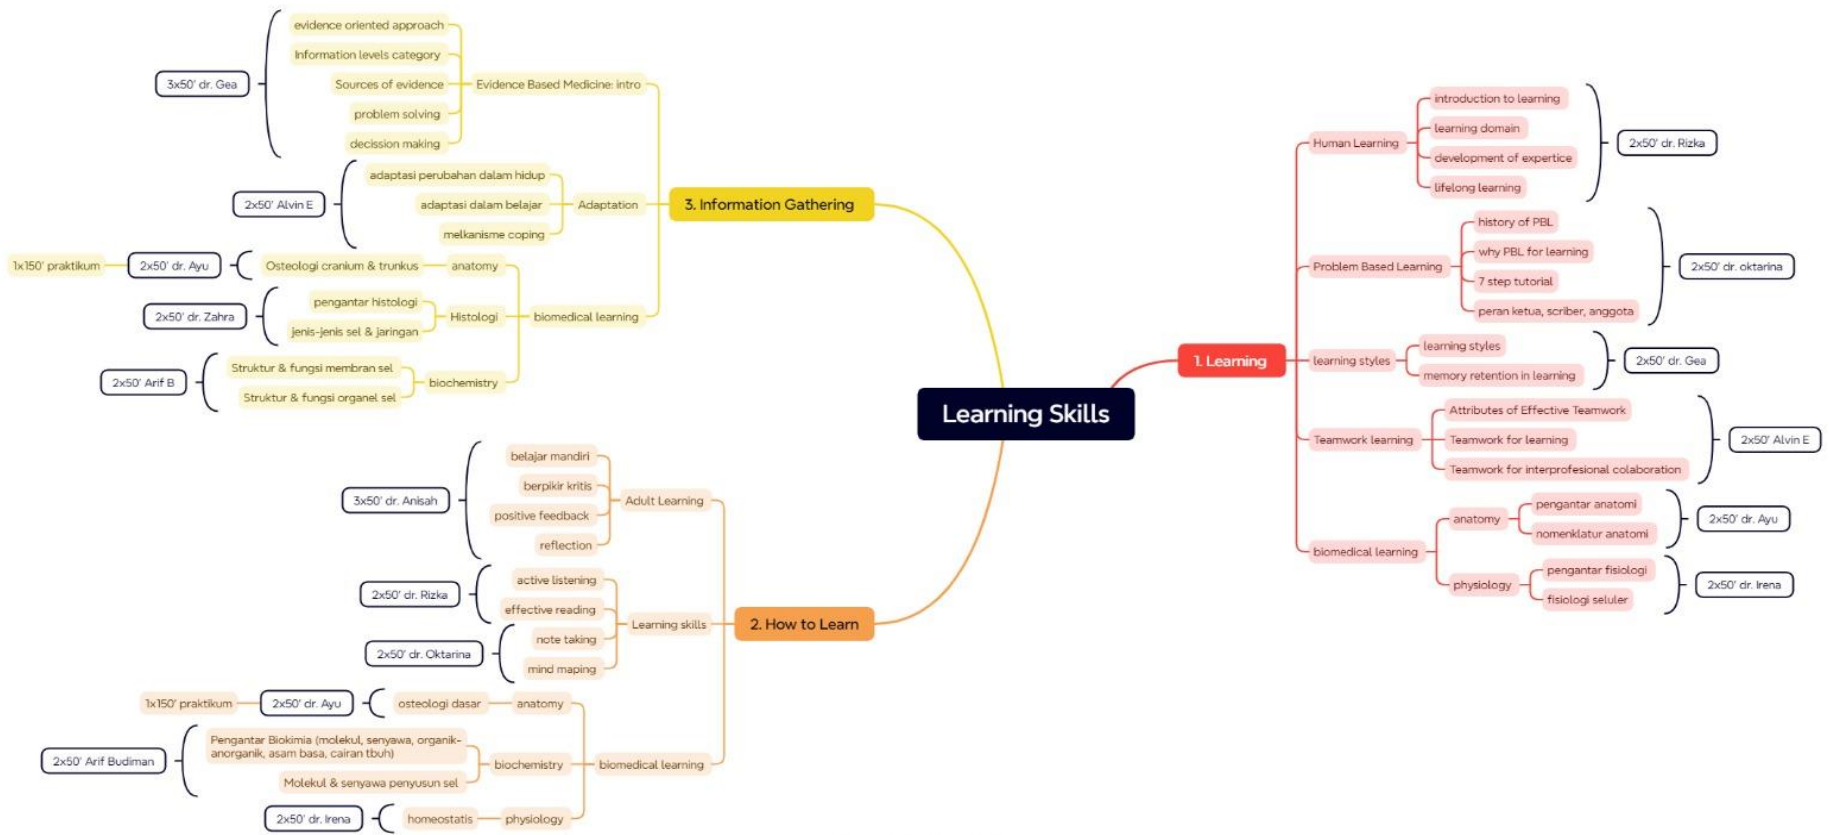 Learning Skills
1. Learning
Human Learning
introduction to learning
learning domain
development of expertice
lifelong learning
2x50' dr. Rizka
Problem Based Learning
history of PBL
why PBL for learning
7 step tutorial
peran ketua, scriber, anggota
2x50' dr. oktarina
learning styles
learning styles
memory retention in learning
2x50' dr. Gea
Teamwork learning
Attributes of Effective Teamwork
Teamwork for learning
Teamwork for interprofesional colaboration
2x50' Alvin E
biomedical learning
anatomy
pengantar anatomi
nomenklatur anatomi
2x50' dr. Ayu
physiology
pengantar fisiologi
fisiologi seluler
2x50' dr. Irena
2. How to Learn
Adult Learning
belajar mandiri
berpikir kritis
positive feedback
reflection
3x50' dr. Anisah
Learning skills
active listening
effective reading
2x50' dr. Rizka
note taking
mind maping
2x50' dr. Oktarina
biomedical learning
anatomy
osteologi dasar
2x50' dr. Ayu
1x150' praktikum
biochemistry
Pengantar Biokimia (molekul, senyawa, organik-
anorganik, asam basa, cairan tbuh)
Molekul & senyawa penyusun sel
2x50' Arif Budiman
physiology
homeostatis
2x50' dr. Irena
3. Information Gathering
Evidence Based Medicine: intro
evidence oriented approach
Information levels category
Sources of evidence
problem solving
decission making
3x50' dr. Gea
Adaptation
adaptasi perubahan dalam hidup
adaptasi dalam belajar
melkanisme coping
2x50' Alvin E
biomedical learning
anatomy
Osteologi cranium & trunkus
2x50' dr. Ayu
1x150' praktikum
Histologi
pengantar histologi
jenis-jenis sel & jaringan
2x50' dr. Zahra
biochemistry
Struktur & fungsi membran sel
Struktur & fungsi organel sel
2x50' Arif B